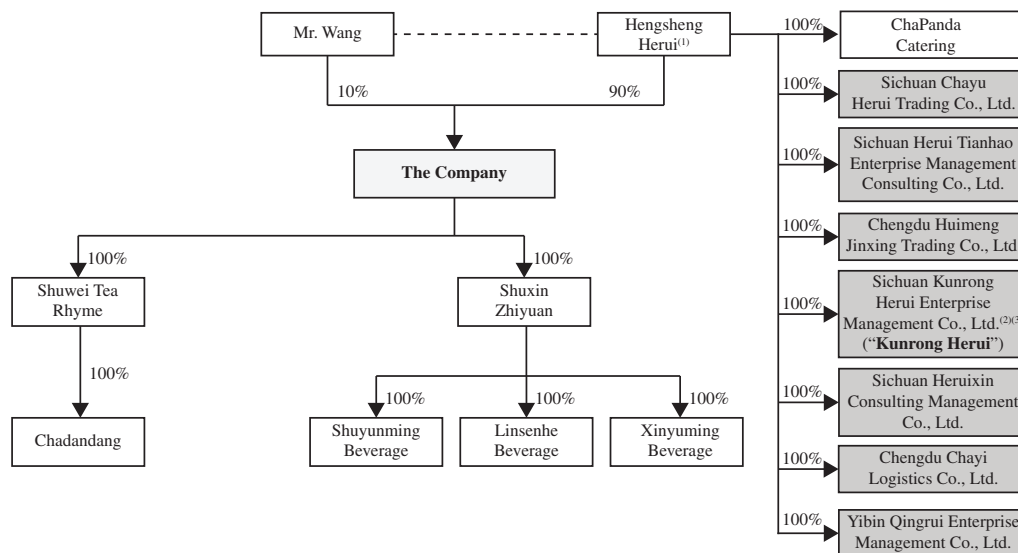 Mr. Wang
Hengsheng
Herui(1)
10%
90%
The Company
100%
100%
Shuwei Tea
Rhyme
Shuxin
Zhiyuan
100%
Chadandang
100%
100%
100%
Shuyunming
Beverage
Linsenhe
Beverage
Xinyuming
Beverage
100%
ChaPanda
Catering
100%
Sichuan Chayu
Herui Trading Co., Ltd.
100%
Sichuan Herui Tianhao
Enterprise Management
Consulting Co., Ltd.
100%
Chengdu Huimeng
Jinxing Trading Co., Ltd
100%
Sichuan Kunrong
Herui Enterprise
Management Co., Ltd.(2)(3
(“Kunrong Herui”)
100%
Sichuan Heruixin
Consulting Management
Co., Ltd.
100%
Chengdu Chayi
Logistics Co., Ltd.
100%
Yibin Qingrui Enterprise
Management Co., Ltd.